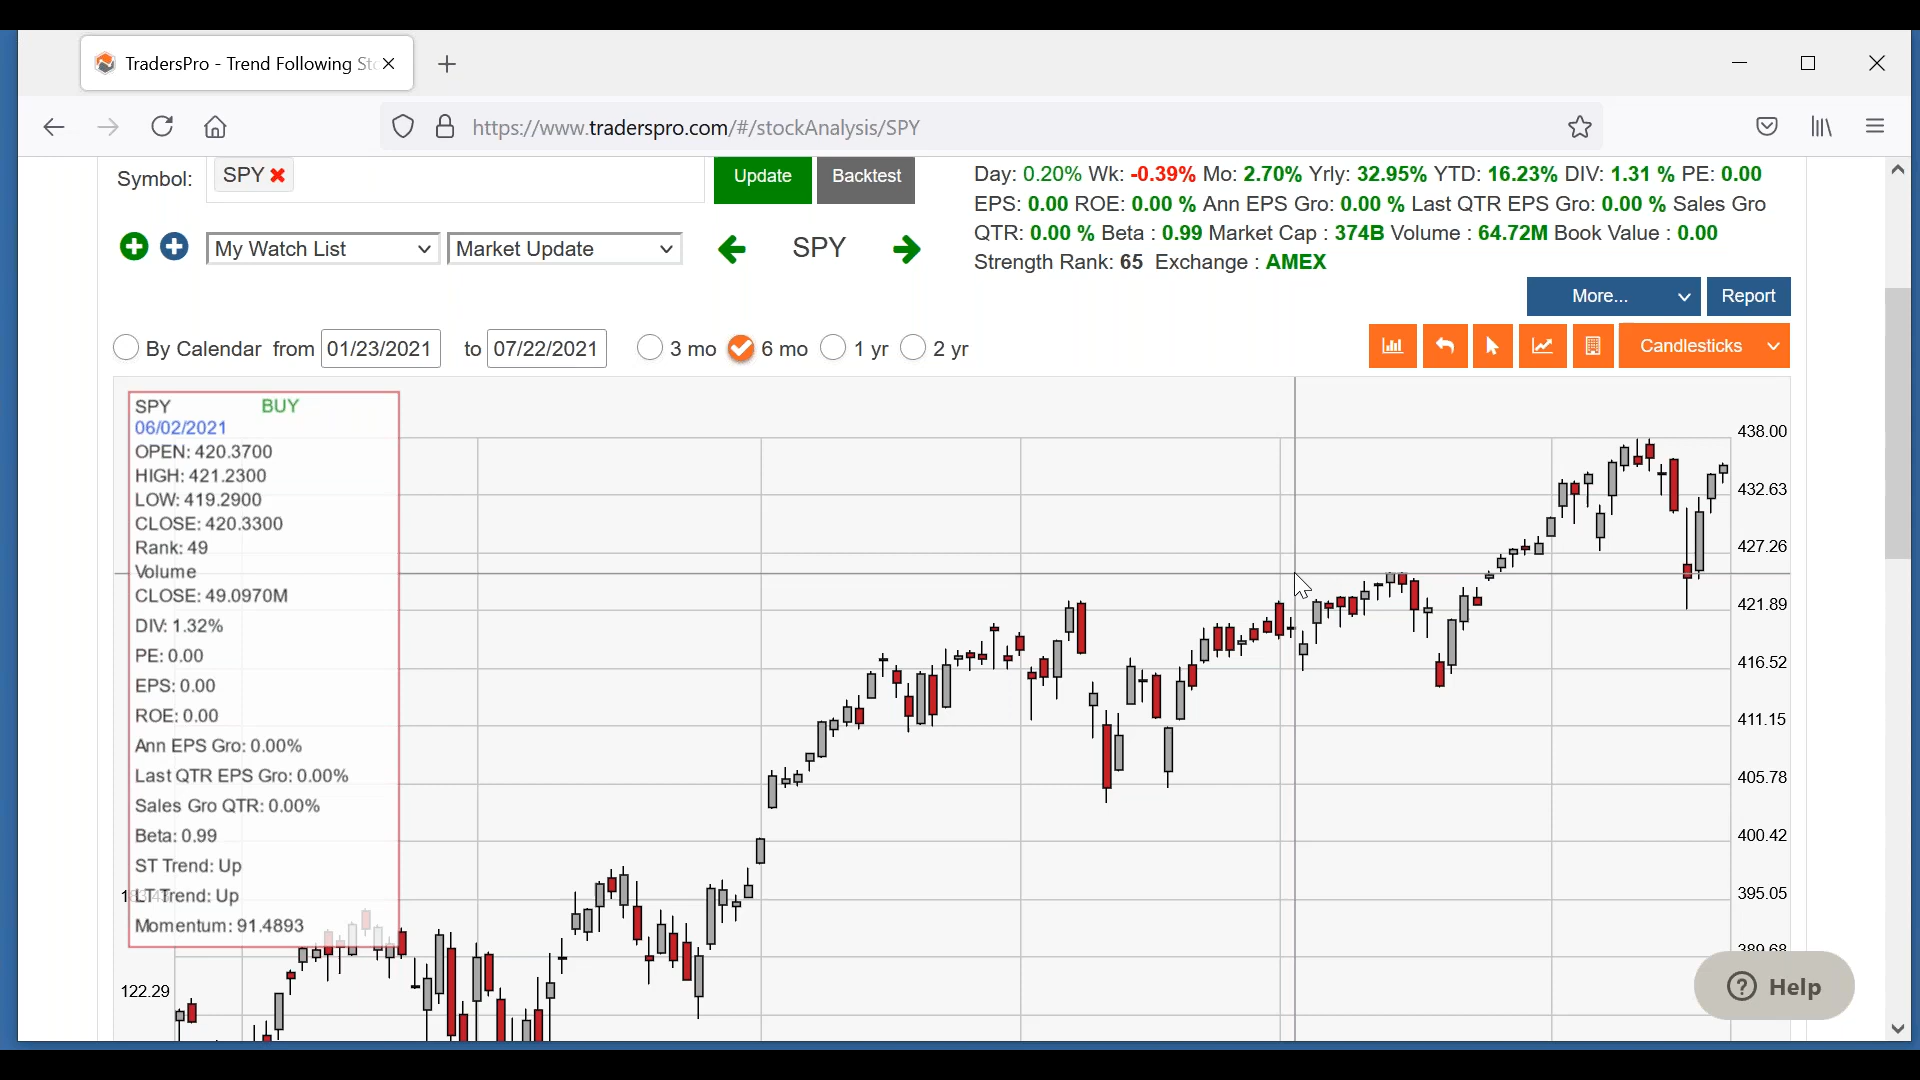 TradersPro - Trend Following Sto
https://www.traderspro.com/#/stockAnalysis/SPY
Symbol: SPY Update Backtest
Day: 0.20% Wk: -0.39% Mo: 2.70% Yrly: 32.95% YTD: 16.23% DIV: 1.31 % PE: 0.00
EPS: 0.00 ROE: 0.00 % Ann EPS Gro: 0.00 % Last QTR EPS Gro: 0.00 % Sales Gro
QTR: 0.00 % Beta : 0.99 Market Cap : 374B Volume : 64.72M Book Value : 0.00
Strength Rank: 65 Exchange : AMEX
My Watch List Market Update SPY
More... Report
By Calendar from 01/23/2021 to 07/22/2021 3 mo 6 mo 1 yr 2 yr
Candlesticks
SPY BUY
06/02/2021
OPEN: 420.3700
HIGH: 421.2300
LOW: 419.2900
CLOSE: 420.3300
Rank: 49
Volume
CLOSE: 49.0970M
DIV: 1.32%
PE: 0.00
EPS: 0.00
ROE: 0.00
Ann EPS Gro: 0.00%
Last QTR EPS Gro: 0.00%
Sales Gro QTR: 0.00%
Beta: 0.99
ST Trend: Up
LT Trend: Up
Momentum: 91.4893
122.29
438.00
432.63
427.26
421.89
416.52
411.15
405.78
400.42
395.05
389.68
Help